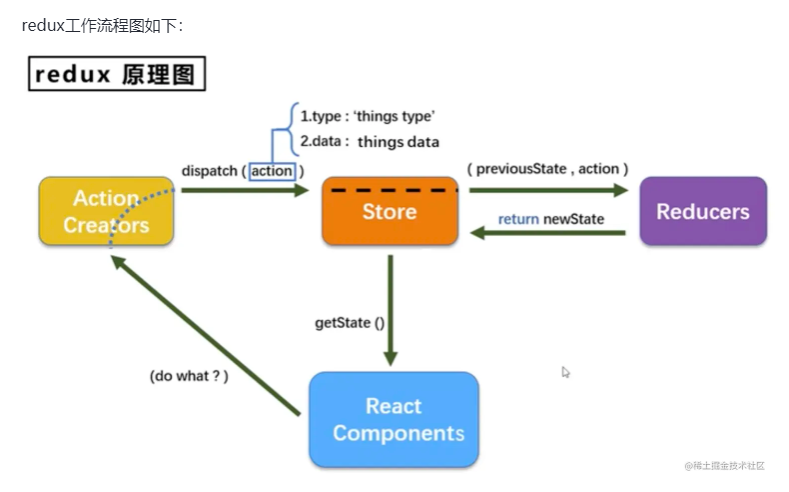 redux工作流程图如下：
redux 原理图
1.type : ‘things type’
2.data : things data
dispatch ( action )
( previousState , action )
Action
Creators
Store
Reducers
return newState
getState ()
(do what ? )
React
Components
@稀土掘金技术社区